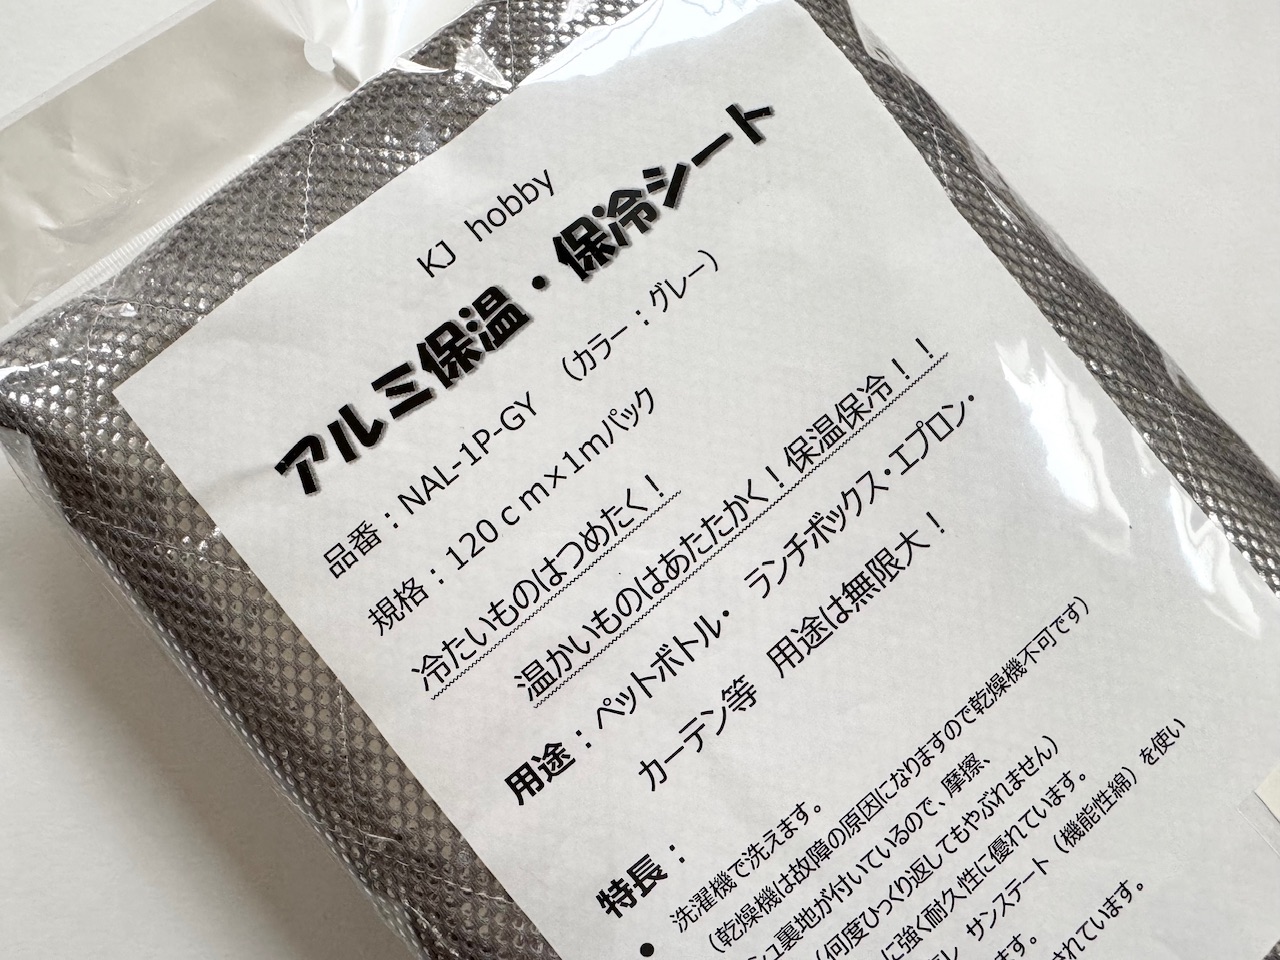 KJ hobby
アルミ保温・保冷シート
品番：NAL-1P-GY （カラー：グレー）
規格：120ｃｍ×1mパック
冷たいものはつめたく！
温かいものはあたたかく！保温保冷！！
用途：ペットボトル・ ランチボックス・エプロン・
カーテン等 用途は無限大！
特長：
● 洗濯機で洗えます。
（乾燥機は故障の原因になりますので乾燥機不可です）
シュ裏地が付いているので、摩擦、
（何度ひっくり返してもやぶれません）
に強く耐久性に優れています。
サンステート（機能性綿）を使い
ます。
されています。